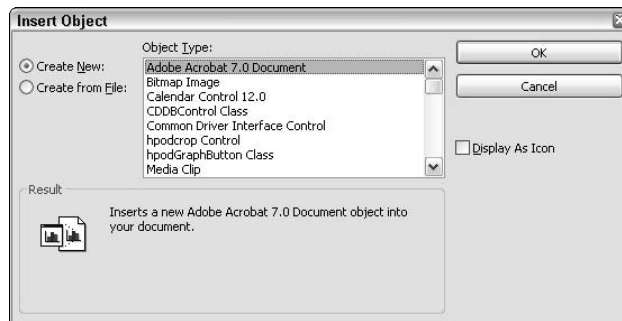 Insert Object
Object Type:
Create New:
Create from File:
Adobe Acrobat 7.0 Document
Bitmap Image
Calendar Control 12.0
CDDBControl Class
Common Driver Interface Control
hpodcrop Control
hpodGraphButton Class
Media Clip
OK
Cancel
Display As Icon
Result
Inserts a new Adobe Acrobat 7.0 Document object into
your document.